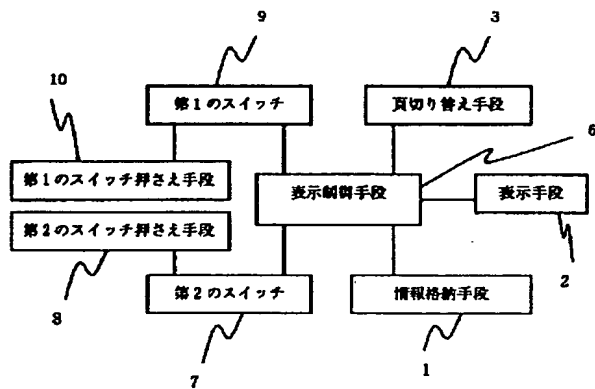 9
3
10
第1のスイッチ
頁切り替え手段
6
第1のスイッチ押さえ手段
表示制御手段
表示手段
第2のスイッチ押さえ手段
2
8
第2のスイッチ
情報格納手段
7
1